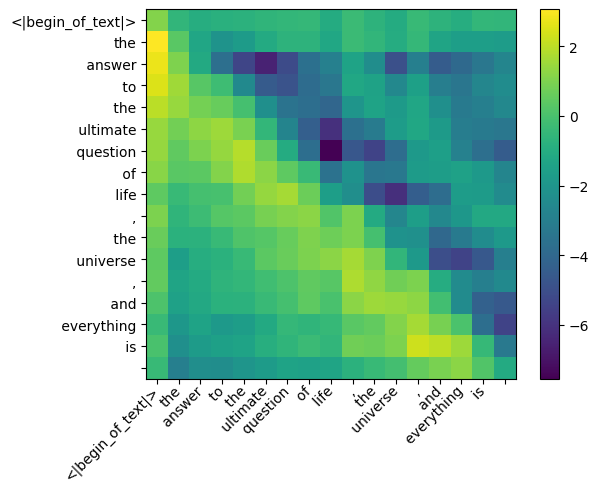 <|begin_of_text|>
the
answer
to
the
ultimate
question
of
life
,
the
universe
,
and
everything
is
2
0
−2
−4
−6
<|begin_of_text|>
the
answer
to
the
ultimate
question
of
life
,
the
universe
,
and
everything
is